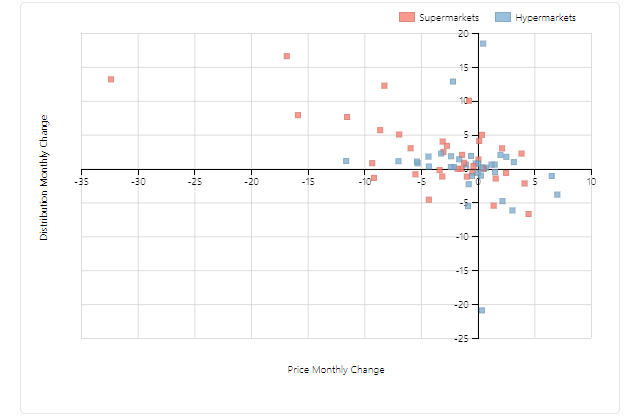 Supermarkets Hypermarkets
20
15
10
5
-35 -30 -25 -20 -15 -10 -5 0 5 10
-5
-10
-15
-20
-25
Distribution Monthly Change
Price Monthly Change